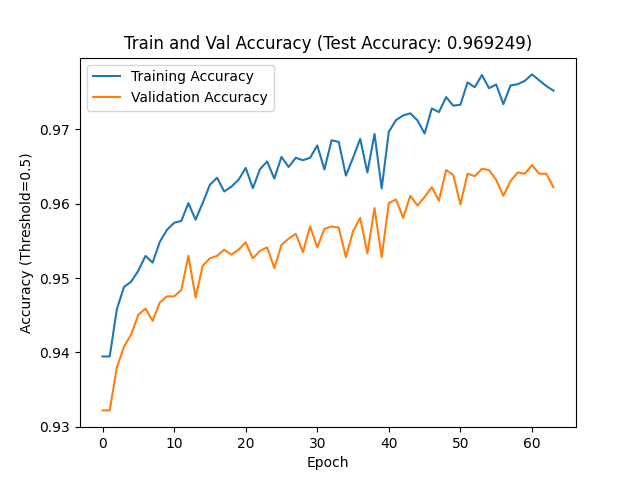 Train and Val Accuracy (Test Accuracy: 0.969249)
Training Accuracy
Validation Accuracy
Accuracy (Threshold=0.5)
0.97
0.96
0.95
0.94
0.93
0 10 20 30 40 50 60
Epoch